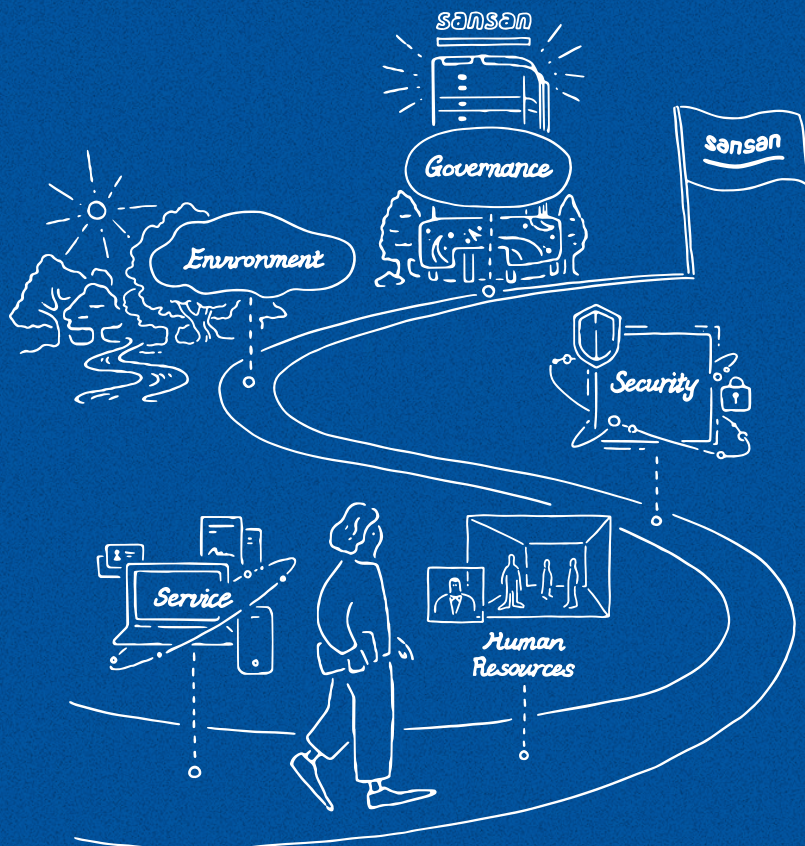 sansan
Governance
sansan
Environment
Security
Service
Human
Resources